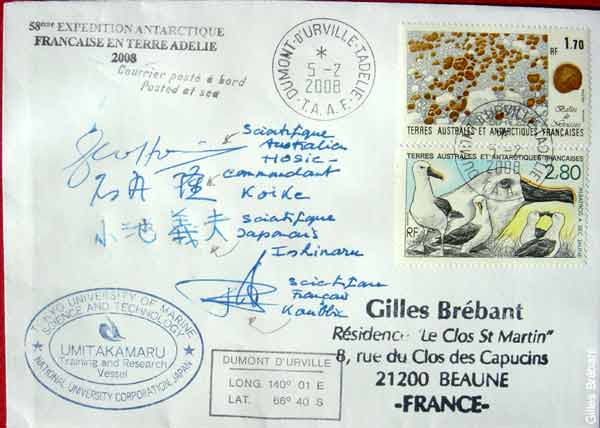 58ème EXPEDITION ANTARCTIQUE
FRANCAISE EN TERRE ADELIE
2008
Courrier posté à bord
Posted at sea
DUMONT-D'URVILLE-T.ADELIE
*
5-2
2008
T.A.A.F.
RF
1.70
TERRES AUSTRALES ET ANTARCTIQUES FRANCAISES
TERRES AUSTRALES ET ANTARCTIQUES FRANÇAISES
2.80
RF
5-2
2008
Scientifique
Australien
HOSIE
Commandant
Koike
石井 隆
小池 義夫
Scientifique
Japonais
Scientifique
Français
TOKYO UNIVERSITY OF MARINE
SCIENCE AND TECHNOLOGY
UMITAKAMARU
Training and Research
Vessel
NATIONAL UNIVERSITY CORPORATION, JAPAN
DUMONT D'URVILLE
LONG. 140° 01 E
LAT. 66° 40 S
Gilles Brébant
Résidence "Le Clos St Martin"
8, rue du Clos des Capucins
21200 BEAUNE
-FRANCE-
Gilles Brébant